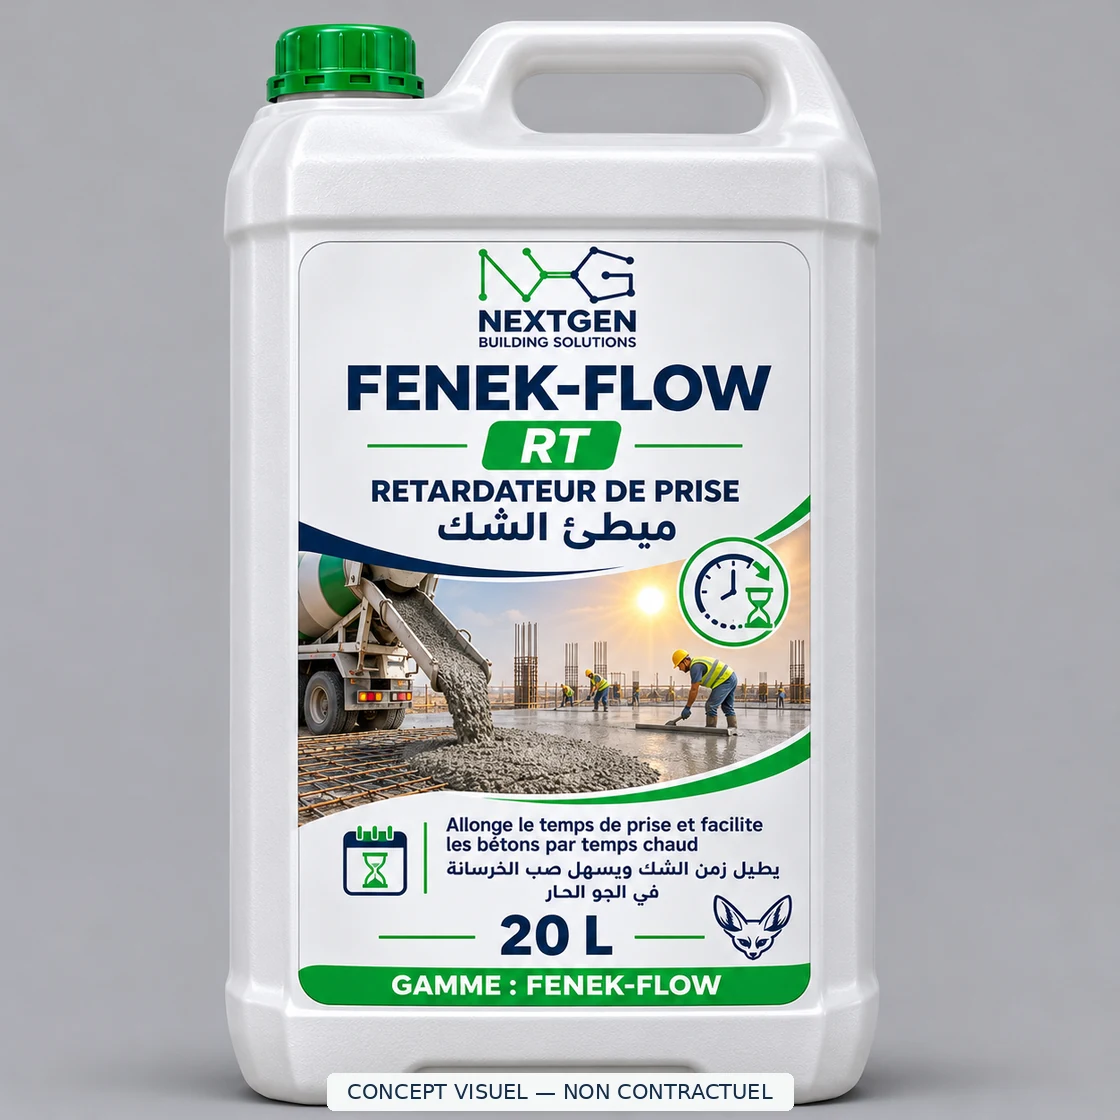 NEXTGEN
BUILDING SOLUTIONS
FENEK-FLOW
RT
RETARDATEUR DE PRISE
ميطئ الشك
Allonge le temps de prise et facilite
les bétons par temps chaud
يطيل زمن الشك ويسهل صب الخرسانة
في الجو الحار
20 L
GAMME : FENEK-FLOW
CONCEPT VISUEL — NON CONTRACTUEL